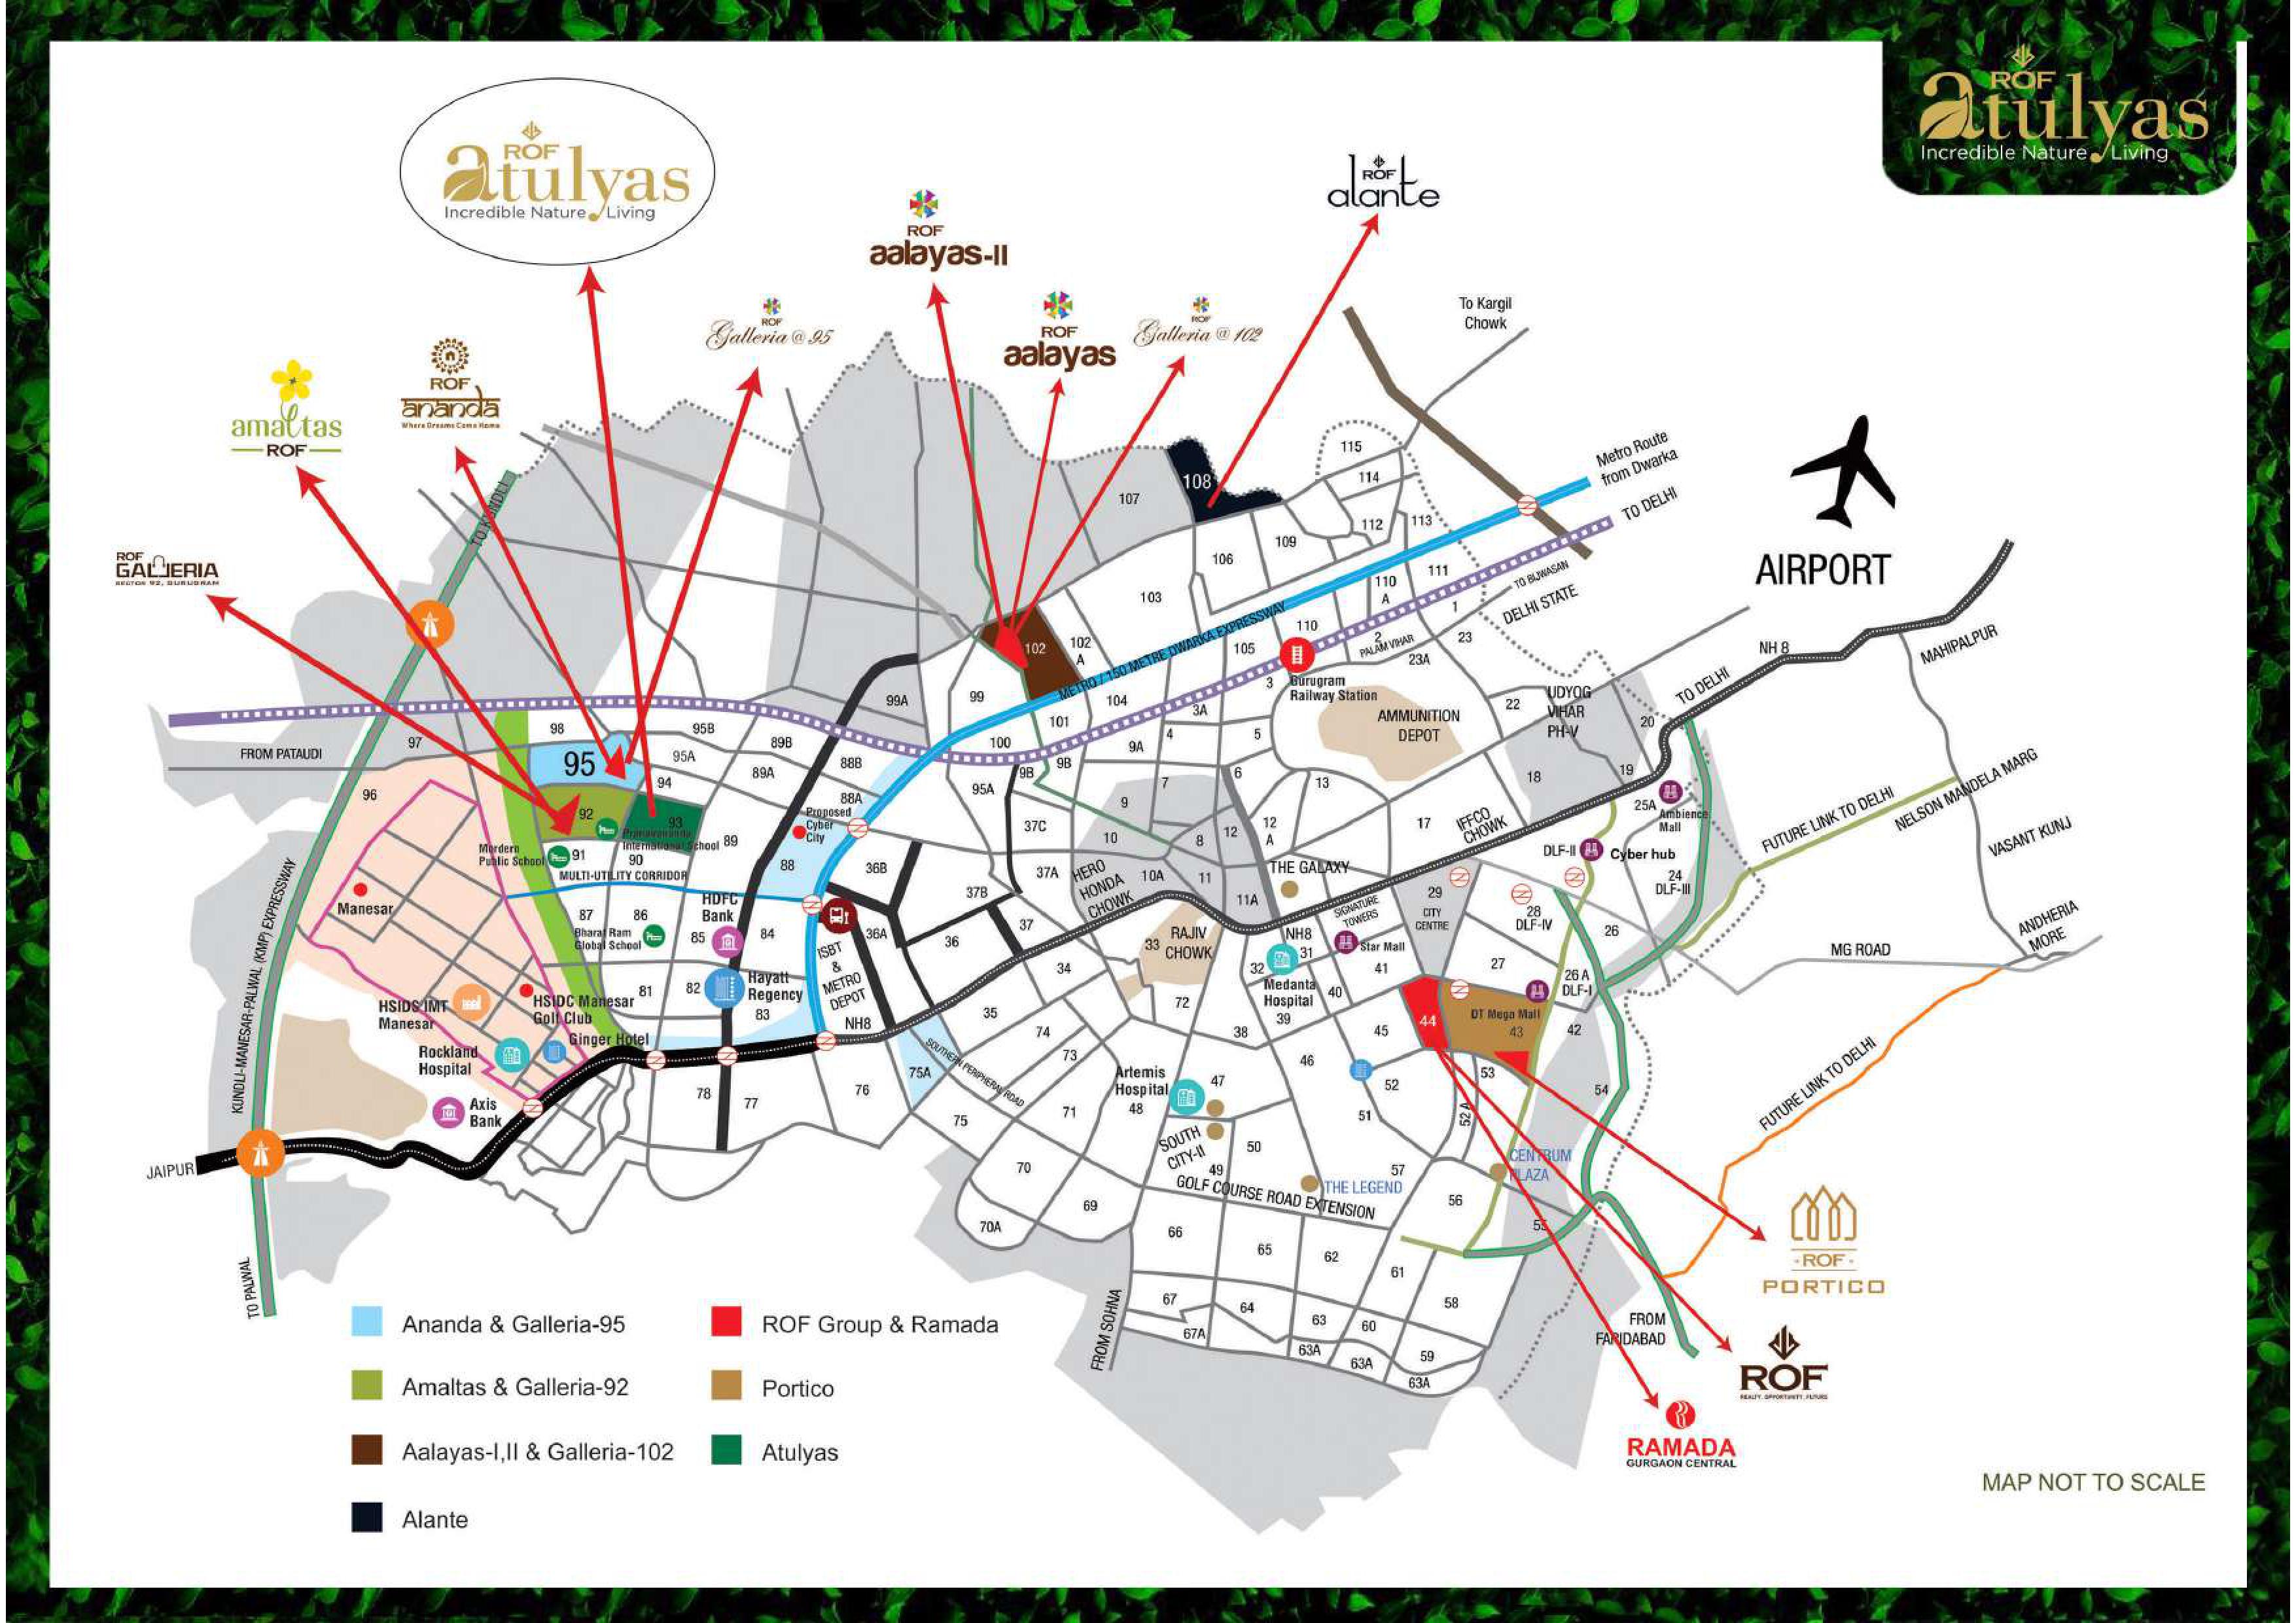 ROF
atulyas
Incredible Nature Living
ROF
atulyas
Incredible Nature Living
ROF
alante
ROF
aalayas-II
ROF
Galleria @ 95
ROF
aalayas
ROF
Galleria @ 102
ROF
ananda
Where Dreams Come Home
amaltas
ROF
ROF
GALLERIA
SECTOR 92, GURUGRAM
To Kargil
Chowk
Metro Route
from Dwarka
TO DELHI
TO BIJWASAN
DELHI STATE
AIRPORT
NH 8
MAHIPALPUR
TO DELHI
TO KUNDLI
115
114
108
107
112
113
109
106
111
110
A
103
1
110
2
PALAM VIHAR
23
23A
102
102
A
105
METRO / 150 METRE DWARKA EXPRESSWAY
Gurugram
Railway Station
3
3A
104
99A
99
101
100
98
95B
89B
97
FROM PATAUDI
95
95A
94
89A
88B
88A
96
92
93
Pranavananda
International School
89
Mordern
Public School
91
90
MULTI-UTILITY CORRIDOR
Proposed
Cyber
City
88
36B
95A
9B
9B
9A
4
5
6
7
9
10
8
12
12
A
13
37C
37A
37B
HERO
HONDA
CHOWK
10A
11
11A
THE GALAXY
AMMUNITION
DEPOT
22
UDYOG
VIHAR
PH-V
20
18
19
17
IFFCO
CHOWK
25A
Ambience
Mall
DLF-II
Cyber hub
24
DLF-III
FUTURE LINK TO DELHI
NELSON MANDELA MARG
VASANT KUNJ
ANDHERIA
MORE
MG ROAD
29
CITY
CENTRE
SIGNATURE
TOWERS
28
DLF-IV
26
27
26 A
DLF-I
Manesar
87
86
HDFC
Bank
Bharat Ram
Global School
85
84
ISBT
&
METRO
DEPOT
36A
36
37
33
RAJIV
CHOWK
NH8
31
Star Mall
32
Medanta
Hospital
39
41
40
HSIDS IMT
Manesar
HSIDC Manesar
Golf Club
81
82
Hayatt
Regency
83
NH8
34
35
72
38
45
44
DT Mega Mall
43
42
Ginger Hotel
Rockland
Hospital
Axis
Bank
KUNDLI-MANESAR-PALWAL (KMP) EXPRESSWAY
JAIPUR
TO PALWAL
78
77
76
75A
SOUTHERN PERIPHERAL ROAD
74
73
75
71
70
70A
69
Artemis
Hospital
48
47
46
52
51
52 A
53
54
SOUTH
CITY-II
49
50
THE LEGEND
57
GOLF COURSE ROAD EXTENSION
CENTRUM
PLAZA
56
55
66
65
62
61
58
67
67A
64
63
60
59
63A
63A
63A
FROM SOHNA
FUTURE LINK TO DELHI
FROM
FARIDABAD
ROF
PORTICO
ROF
REALTY. OPPORTUNITY. FUTURE
RAMADA
GURGAON CENTRAL
Ananda & Galleria-95
ROF Group & Ramada
Amaltas & Galleria-92
Portico
Aalayas-I,II & Galleria-102
Atulyas
Alante
MAP NOT TO SCALE